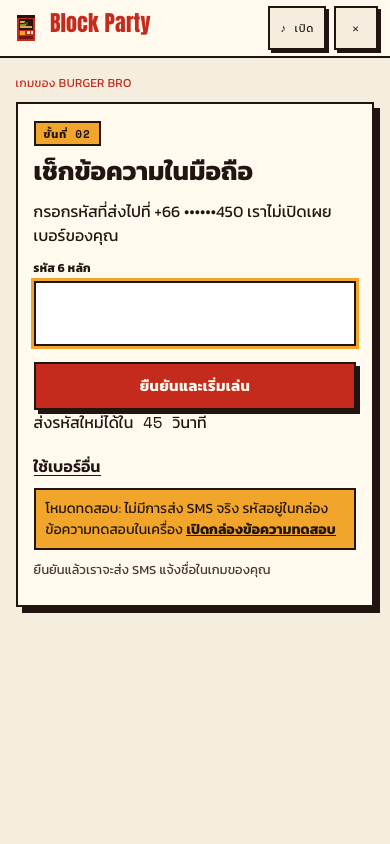 Block Party
♪ เปิด
×
เกมของ BURGER BRO
ขั้นที่ 02
เช็กข้อความในมือถือ
กรอกรหัสที่ส่งไปที่ +66 ••••••450 เราไม่เปิดเผย
เบอร์ของคุณ
รหัส 6 หลัก
ยืนยันและเริ่มเล่น
ส่งรหัสใหม่ได้ใน 45 วินาที
ใช้เบอร์อื่น
โหมดทดสอบ: ไม่มีการส่ง SMS จริง รหัสอยู่ในกล่อง
ข้อความทดสอบในเครื่อง เปิดกล่องข้อความทดสอบ
ยืนยันแล้วเราจะส่ง SMS แจ้งชื่อในเกมของคุณ